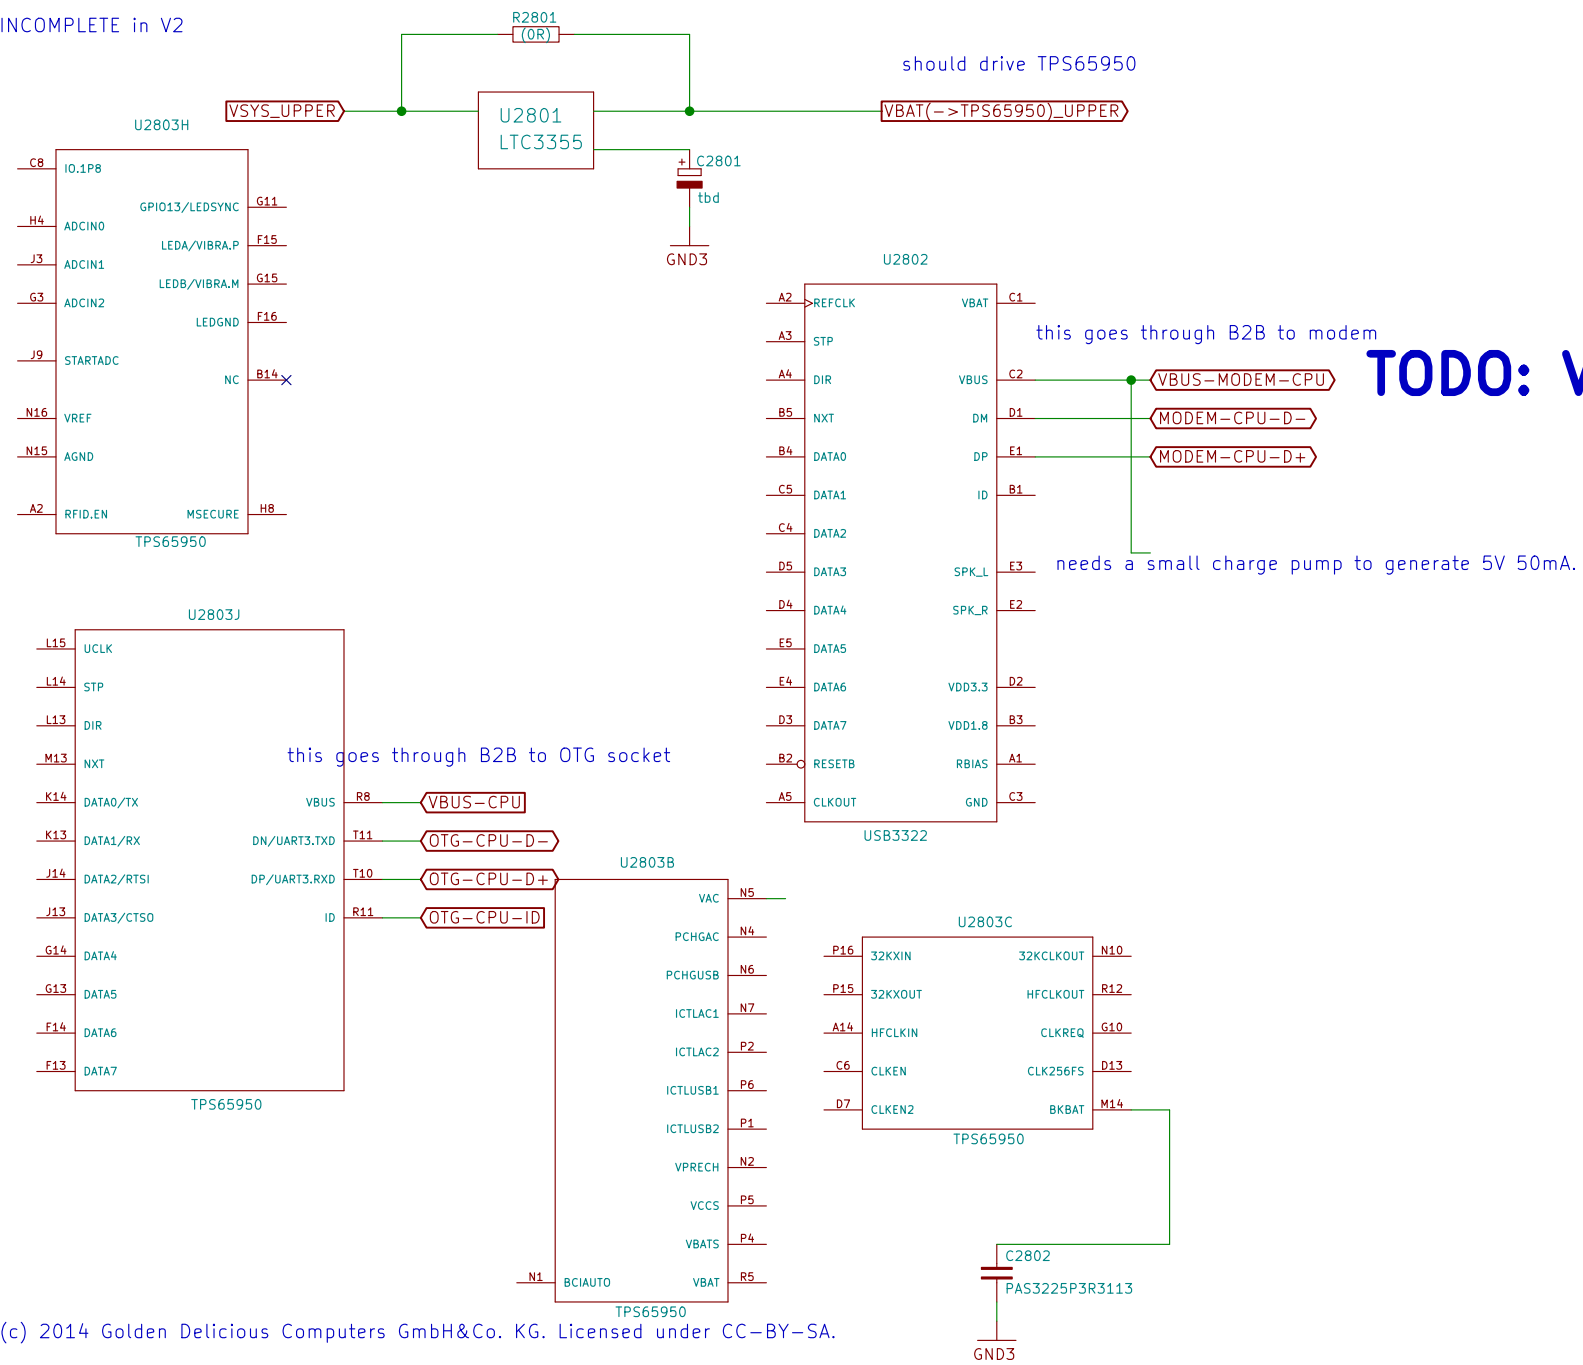 INCOMPLETE in V2
R2801
(0R)
should drive TPS65950
VSYS_UPPER
U2801
LTC3355
VBAT(->TPS65950)_UPPER
C2801
+
tbd
GND3
U2803H
C8 IO.1P8
GPIO13/LEDSYNC G11
H4 ADCIN0
LEDA/VIBRA.P F15
J3 ADCIN1
LEDB/VIBRA.M G15
G3 ADCIN2
LEDGND F16
J9 STARTADC
NC B14
N16 VREF
N15 AGND
A2 RFID.EN MSECURE H8
TPS65950
U2802
A2 REFCLK VBAT C1
this goes through B2B to modem
A3 STP
TODO: V
A4 DIR VBUS C2 VBUS-MODEM-CPU
B5 NXT DM D1 MODEM-CPU-D-
B4 DATA0 DP E1 MODEM-CPU-D+
C5 DATA1 ID B1
C4 DATA2
needs a small charge pump to generate 5V 50mA.
D5 DATA3 SPK_L E3
D4 DATA4 SPK_R E2
E5 DATA5
E4 DATA6 VDD3.3 D2
D3 DATA7 VDD1.8 B3
B2 RESETB RBIAS A1
A5 CLKOUT GND C3
USB3322
U2803J
L15 UCLK
L14 STP
L13 DIR
this goes through B2B to OTG socket
M13 NXT
K14 DATA0/TX VBUS R8 VBUS-CPU
K13 DATA1/RX DN/UART3.TXD T11 OTG-CPU-D-
J14 DATA2/RTSI DP/UART3.RXD T10 OTG-CPU-D+
J13 DATA3/CTSO ID R11 OTG-CPU-ID
G14 DATA4
G13 DATA5
F14 DATA6
F13 DATA7
TPS65950
U2803B
VAC N5
PCHGAC N4
PCHGUSB N6
ICTLAC1 N7
ICTLAC2 P2
ICTLUSB1 P6
ICTLUSB2 P1
VPRECH N2
VCCS P5
VBATS P4
N1 BCIAUTO VBAT R5
TPS65950
U2803C
P16 32KXIN 32KCLKOUT N10
P15 32KXOUT HFCLKOUT R12
A14 HFCLKIN CLKREQ G10
C6 CLKEN CLK256FS D13
D7 CLKEN2 BKBAT M14
TPS65950
C2802
PAS3225P3R3113
GND3
(c) 2014 Golden Delicious Computers GmbH&Co. KG. Licensed under CC-BY-SA.